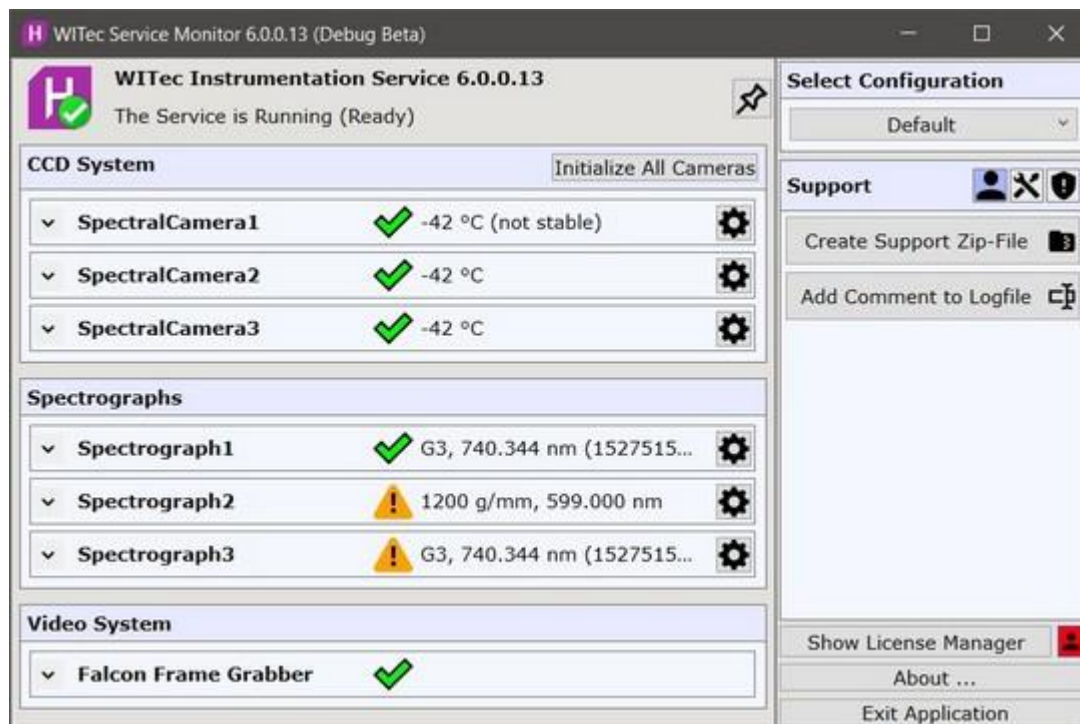 WITec Service Monitor 6.0.0.13 (Debug Beta)
WITec Instrumentation Service 6.0.0.13
The Service is Running (Ready)
CCD System
Initialize All Cameras
SpectralCamera1 -42 °C (not stable)
SpectralCamera2 -42 °C
SpectralCamera3 -42 °C
Spectrographs
Spectrograph1 G3, 740.344 nm (1527515...
Spectrograph2 1200 g/mm, 599.000 nm
Spectrograph3 G3, 740.344 nm (1527515...
Video System
Falcon Frame Grabber
Select Configuration
Default
Support
Create Support Zip-File
Add Comment to Logfile
Show License Manager
About ...
Exit Application